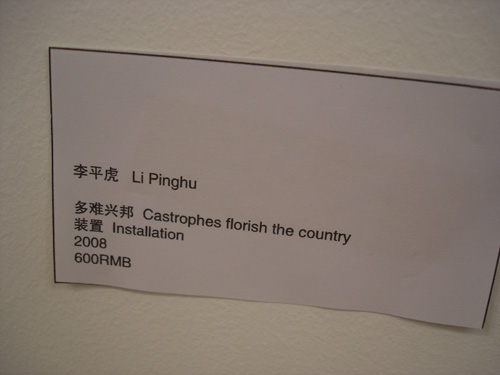 李平虎 Li Pinghu
多难兴邦 Castrophes florish the country
装置 Installation
2008
600RMB